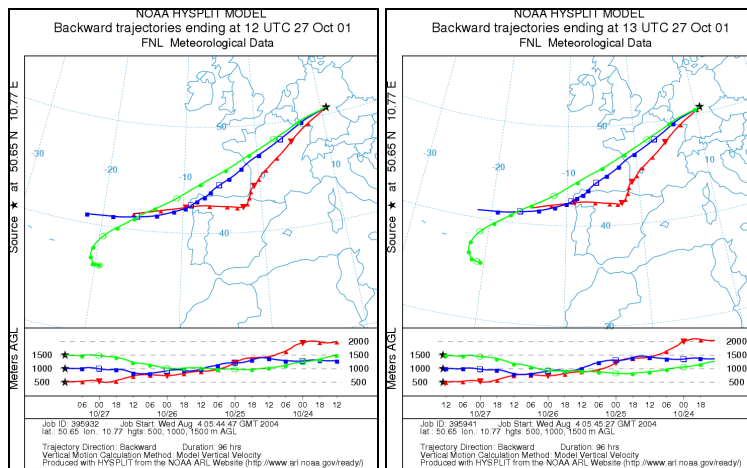 NOAA HYSPLIT MODEL
Backward trajectories ending at 12 UTC 27 Oct 01
FNL Meteorological Data
Source ★ at 50.65 N 10.77 E
-30
-20
-10
50
40
10
Meters AGL
1500
1000
500
2000
1500
1000
500
06 00 18 12 06 00 18 12 06 00 18 12 06 00 18 12
10/27 10/26 10/25 10/24
Job ID: 395932 Job Start: Wed Aug 4 05:44:47 GMT 2004
lat.: 50.65 lon.: 10.77 hgts: 500, 1000, 1500 m AGL
Trajectory Direction: Backward Duration: 96 hrs
Vertical Motion Calculation Method: Model Vertical Velocity
Produced with HYSPLIT from the NOAA ARL Website (http://www.arl.noaa.gov/ready/)
NOAA HYSPLIT MODEL
Backward trajectories ending at 13 UTC 27 Oct 01
FNL Meteorological Data
Source ★ at 50.65 N 10.77 E
-30
-20
-10
50
40
10
20
Meters AGL
1500
1000
500
2000
1500
1000
500
12 06 00 18 12 06 00 18 12 06 00 18 12 06 00 18
10/27 10/26 10/25 10/24
Job ID: 395941 Job Start: Wed Aug 4 05:45:27 GMT 2004
lat.: 50.65 lon.: 10.77 hgts: 500, 1000, 1500 m AGL
Trajectory Direction: Backward Duration: 96 hrs
Vertical Motion Calculation Method: Model Vertical Velocity
Produced with HYSPLIT from the NOAA ARL Website (http://www.arl.noaa.gov/ready/)